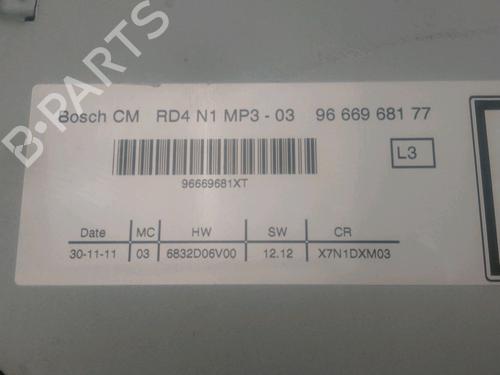 B-PARTS
Bosch CM RD4 N1 MP3 - 03 96 669 681 77
L3
96669681XT
Date MC HW SW CR
30-11-11 03 6832D06V00 12.12 X7N1DXM03